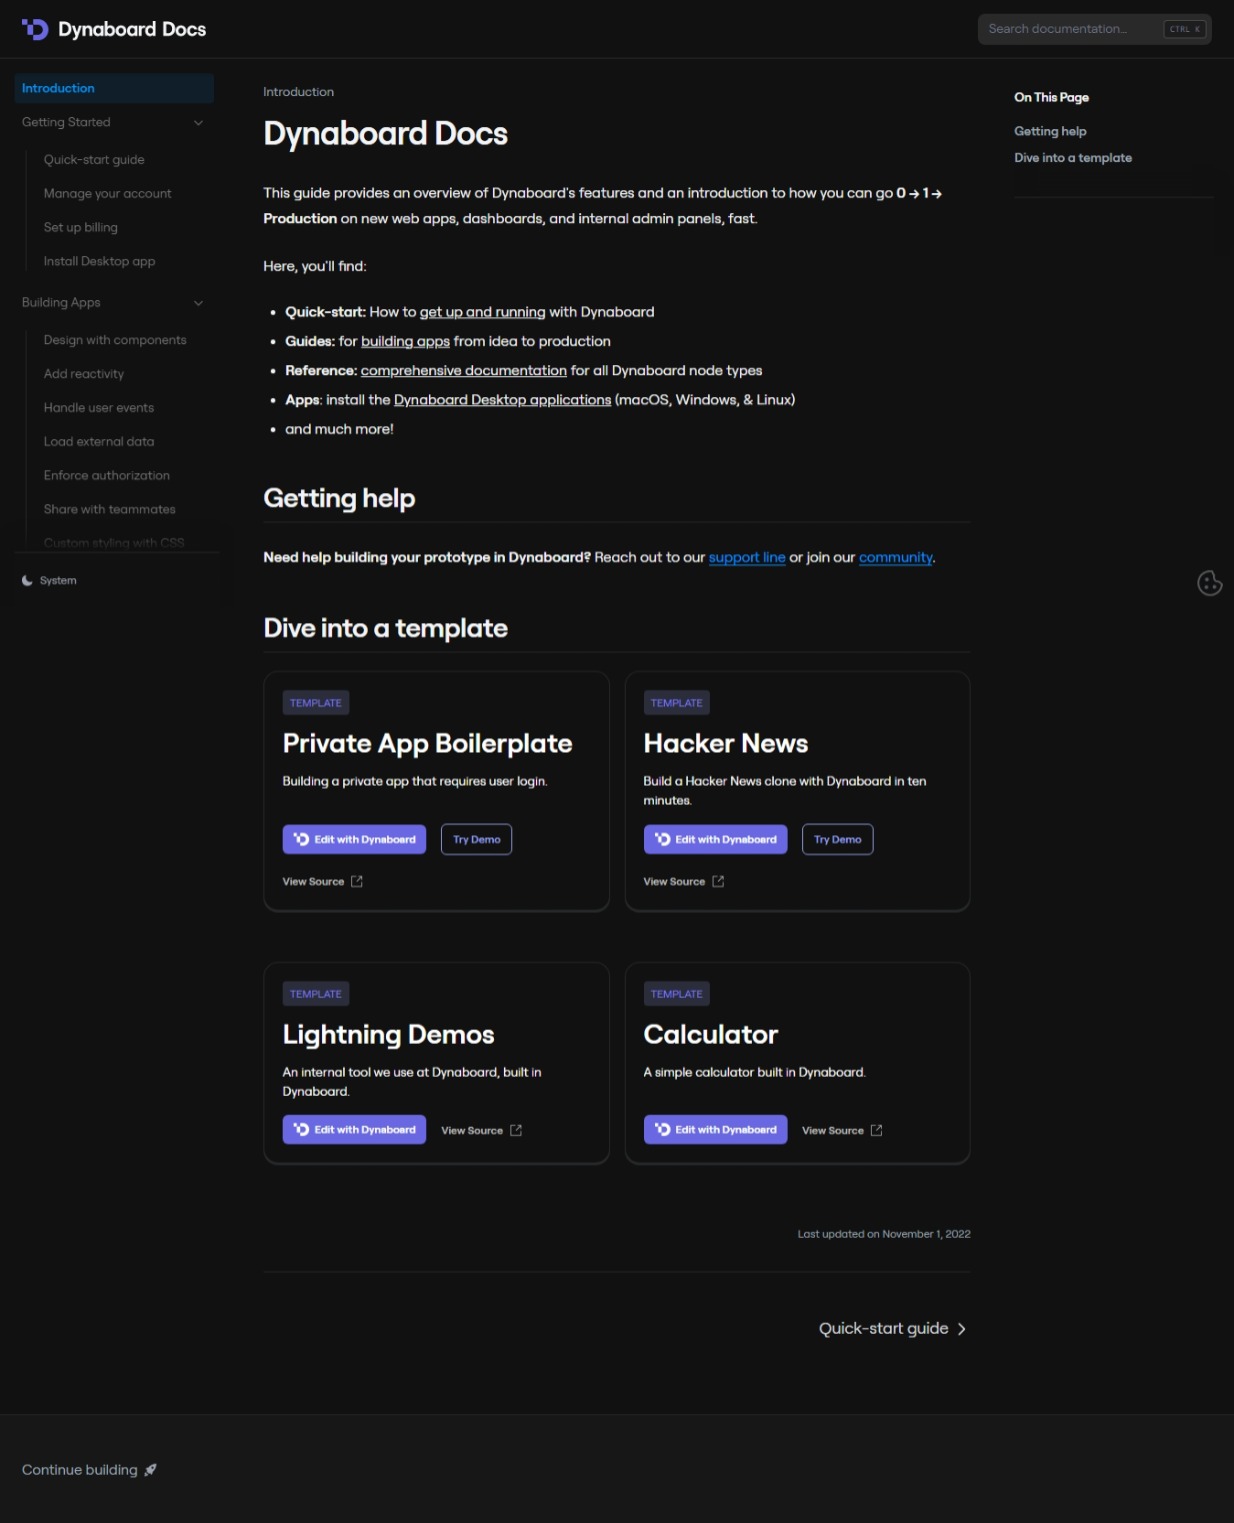 Dynaboard Docs
Search documentation...
CTRL K
Introduction
Getting Started
Quick-start guide
Manage your account
Set up billing
Install Desktop app
Building Apps
Design with components
Add reactivity
Handle user events
Load external data
Enforce authorization
Share with teammates
Custom styling with CSS
System
Introduction
Dynaboard Docs
This guide provides an overview of Dynaboard's features and an introduction to how you can go 0 → 1 →
Production on new web apps, dashboards, and internal admin panels, fast.
Here, you'll find:
• Quick-start: How to get up and running with Dynaboard
• Guides: for building apps from idea to production
• Reference: comprehensive documentation for all Dynaboard node types
• Apps: install the Dynaboard Desktop applications (macOS, Windows, & Linux)
• and much more!
Getting help
Need help building your prototype in Dynaboard? Reach out to our support line or join our community.
Dive into a template
TEMPLATE
Private App Boilerplate
Building a private app that requires user login.
Edit with Dynaboard
Try Demo
View Source
TEMPLATE
Hacker News
Build a Hacker News clone with Dynaboard in ten
minutes.
Edit with Dynaboard
Try Demo
View Source
TEMPLATE
Lightning Demos
An internal tool we use at Dynaboard, built in
Dynaboard.
Edit with Dynaboard
View Source
TEMPLATE
Calculator
A simple calculator built in Dynaboard.
Edit with Dynaboard
View Source
Last updated on November 1, 2022
Quick-start guide
On This Page
Getting help
Dive into a template
Continue building